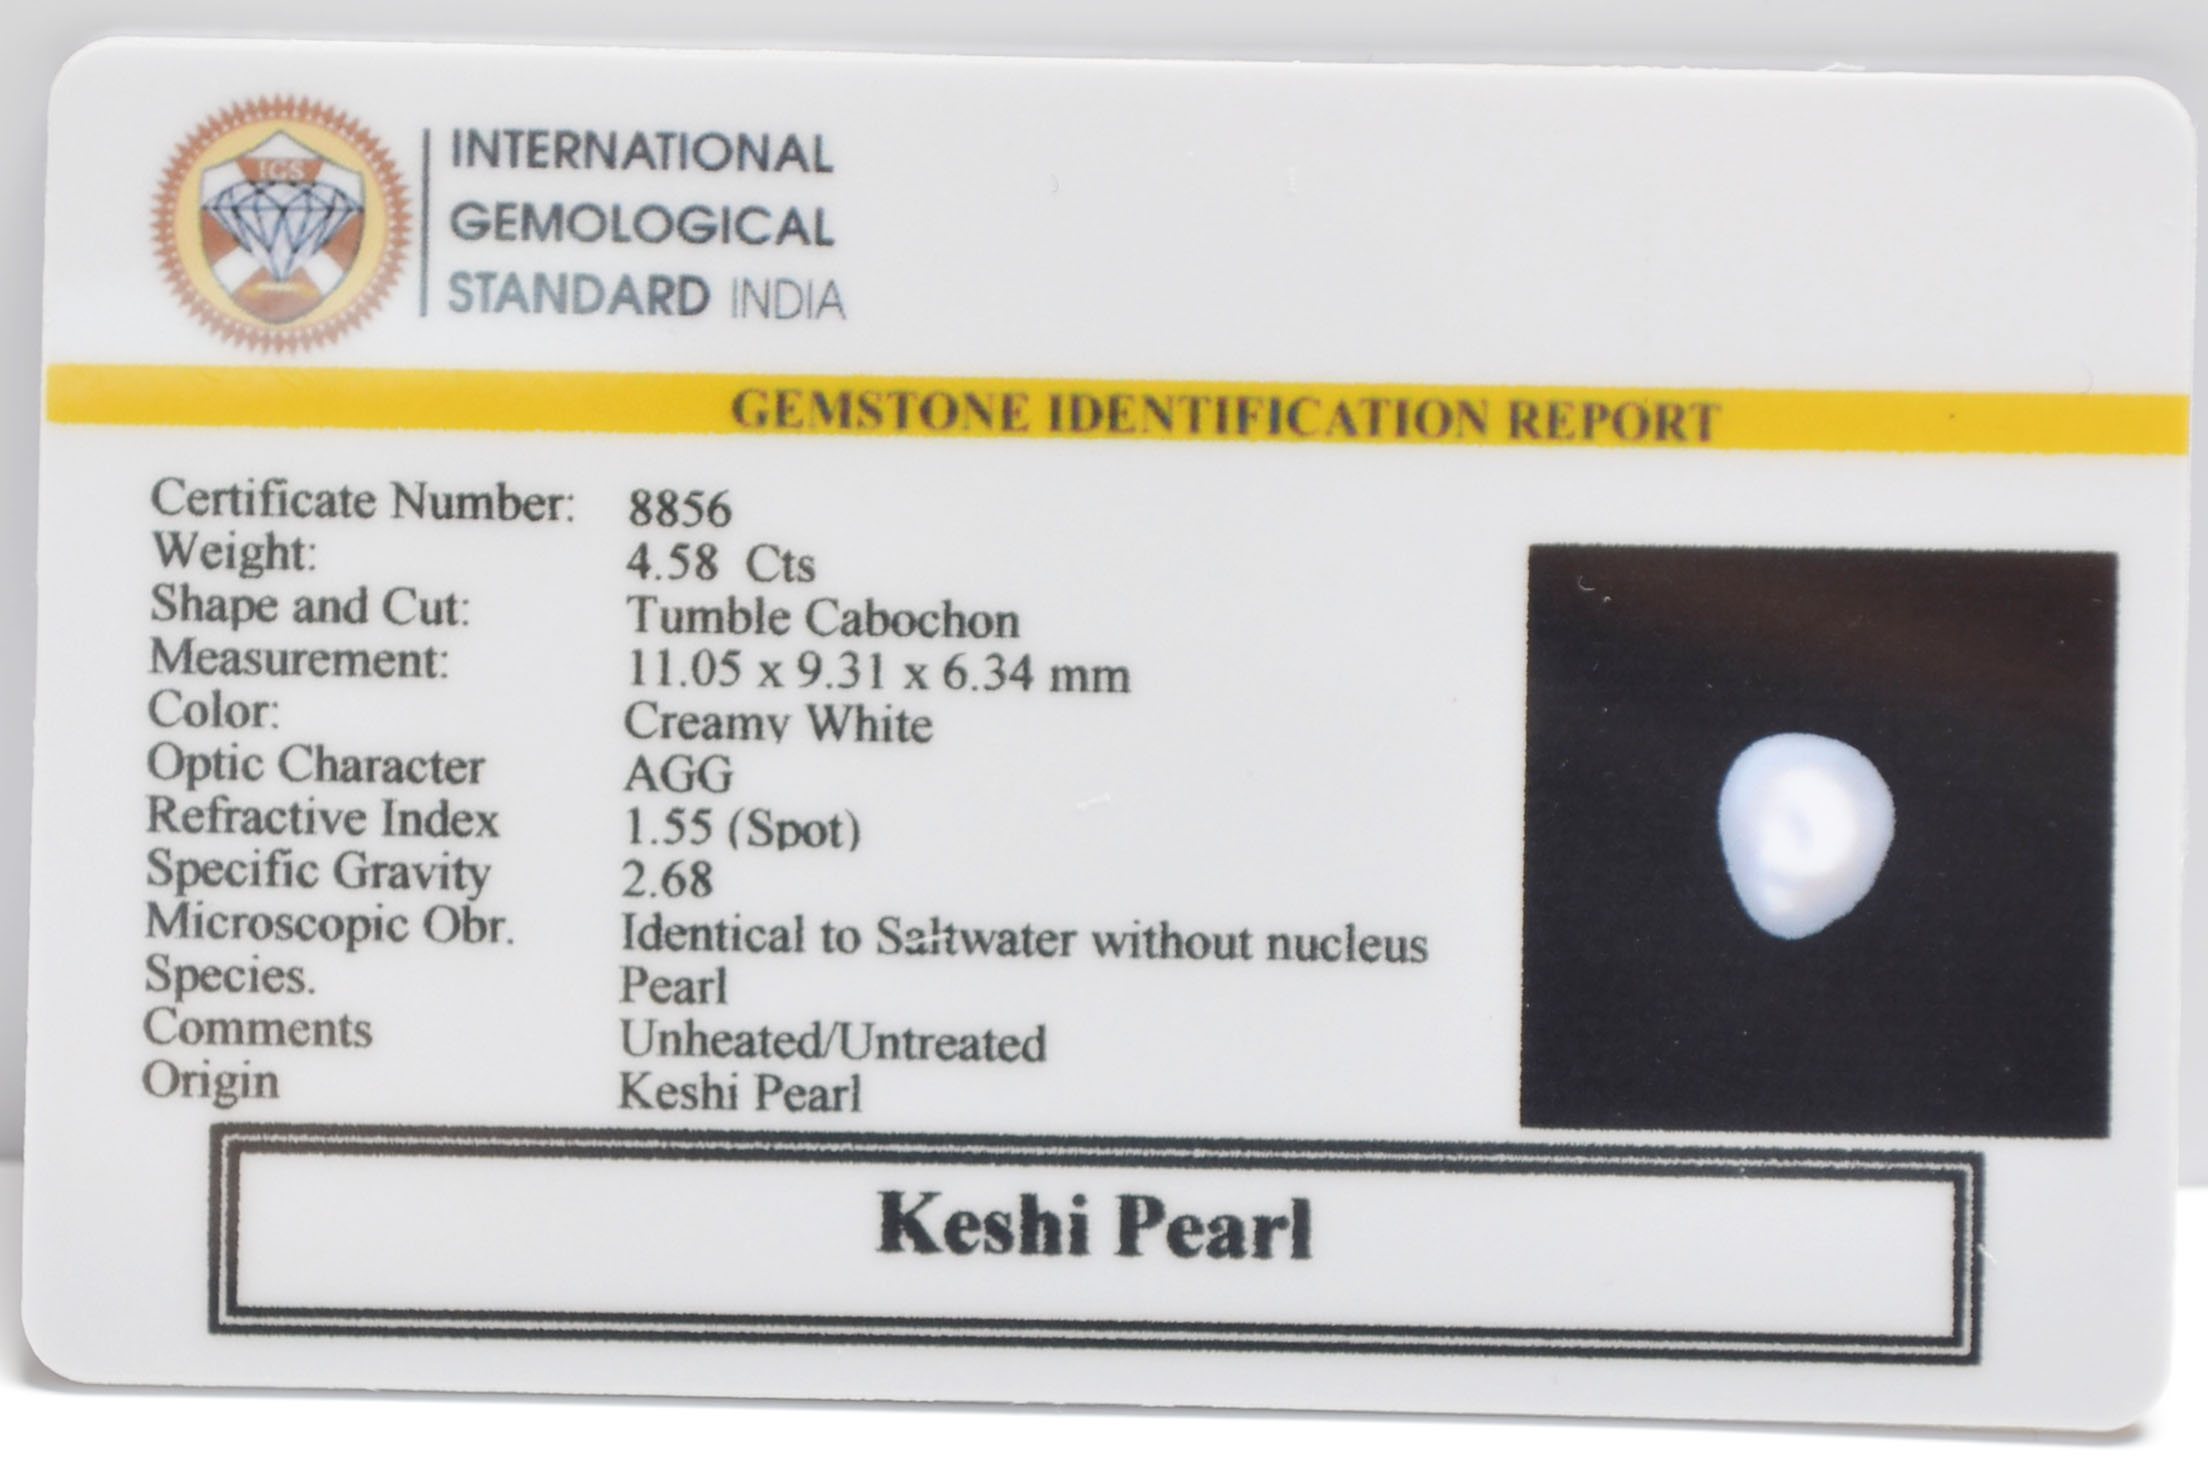 IGS
INTERNATIONAL
GEMOLOGICAL
STANDARD INDIA
GEMSTONE IDENTIFICATION REPORT
Certificate Number: 8856
Weight: 4.58 Cts
Shape and Cut: Tumble Cabochon
Measurement: 11.05 x 9.31 x 6.34 mm
Color: Creamy White
Optic Character AGG
Refractive Index 1.55 (Spot)
Specific Gravity 2.68
Microscopic Obr. Identical to Saltwater without nucleus
Species. Pearl
Comments Unheated/Untreated
Origin Keshi Pearl
Keshi Pearl